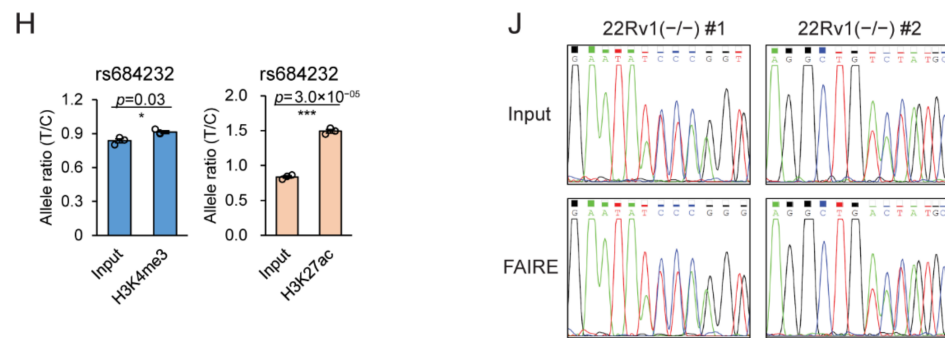 H
rs684232
p=0.03
*
Allele ratio (T/C)
1.2
0.9
0.6
0.3
0
Input
H3K4me3
rs684232
p=3.0×10⁻⁰⁵
***
Allele ratio (T/C)
2.0
1.5
1.0
0.5
0.0
Input
H3K27ac
J
22Rv1(−/−) #1
22Rv1(−/−) #2
Input
G A A T A T C C C G G T
A G G C T G T C T A T G
FAIRE
G A A T A T C C C G G G
A G G C T G A C T A T G